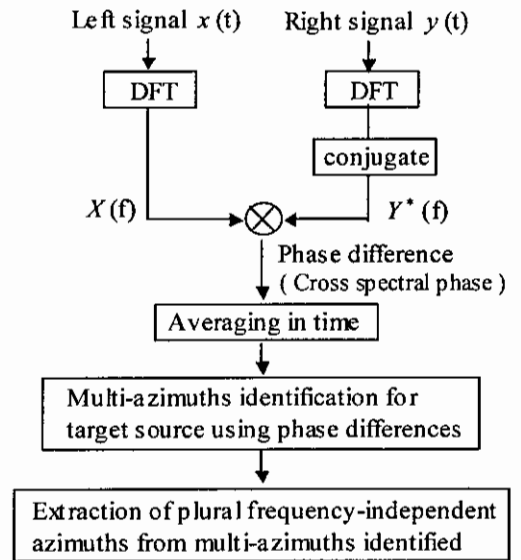 Left signal x (t)
Right signal y (t)
DFT
DFT
conjugate
X (f)
Y* (f)
Phase difference
( Cross spectral phase )
Averaging in time
Multi-azimuths identification for
target source using phase differences
Extraction of plural frequency-independent
azimuths from multi-azimuths identified